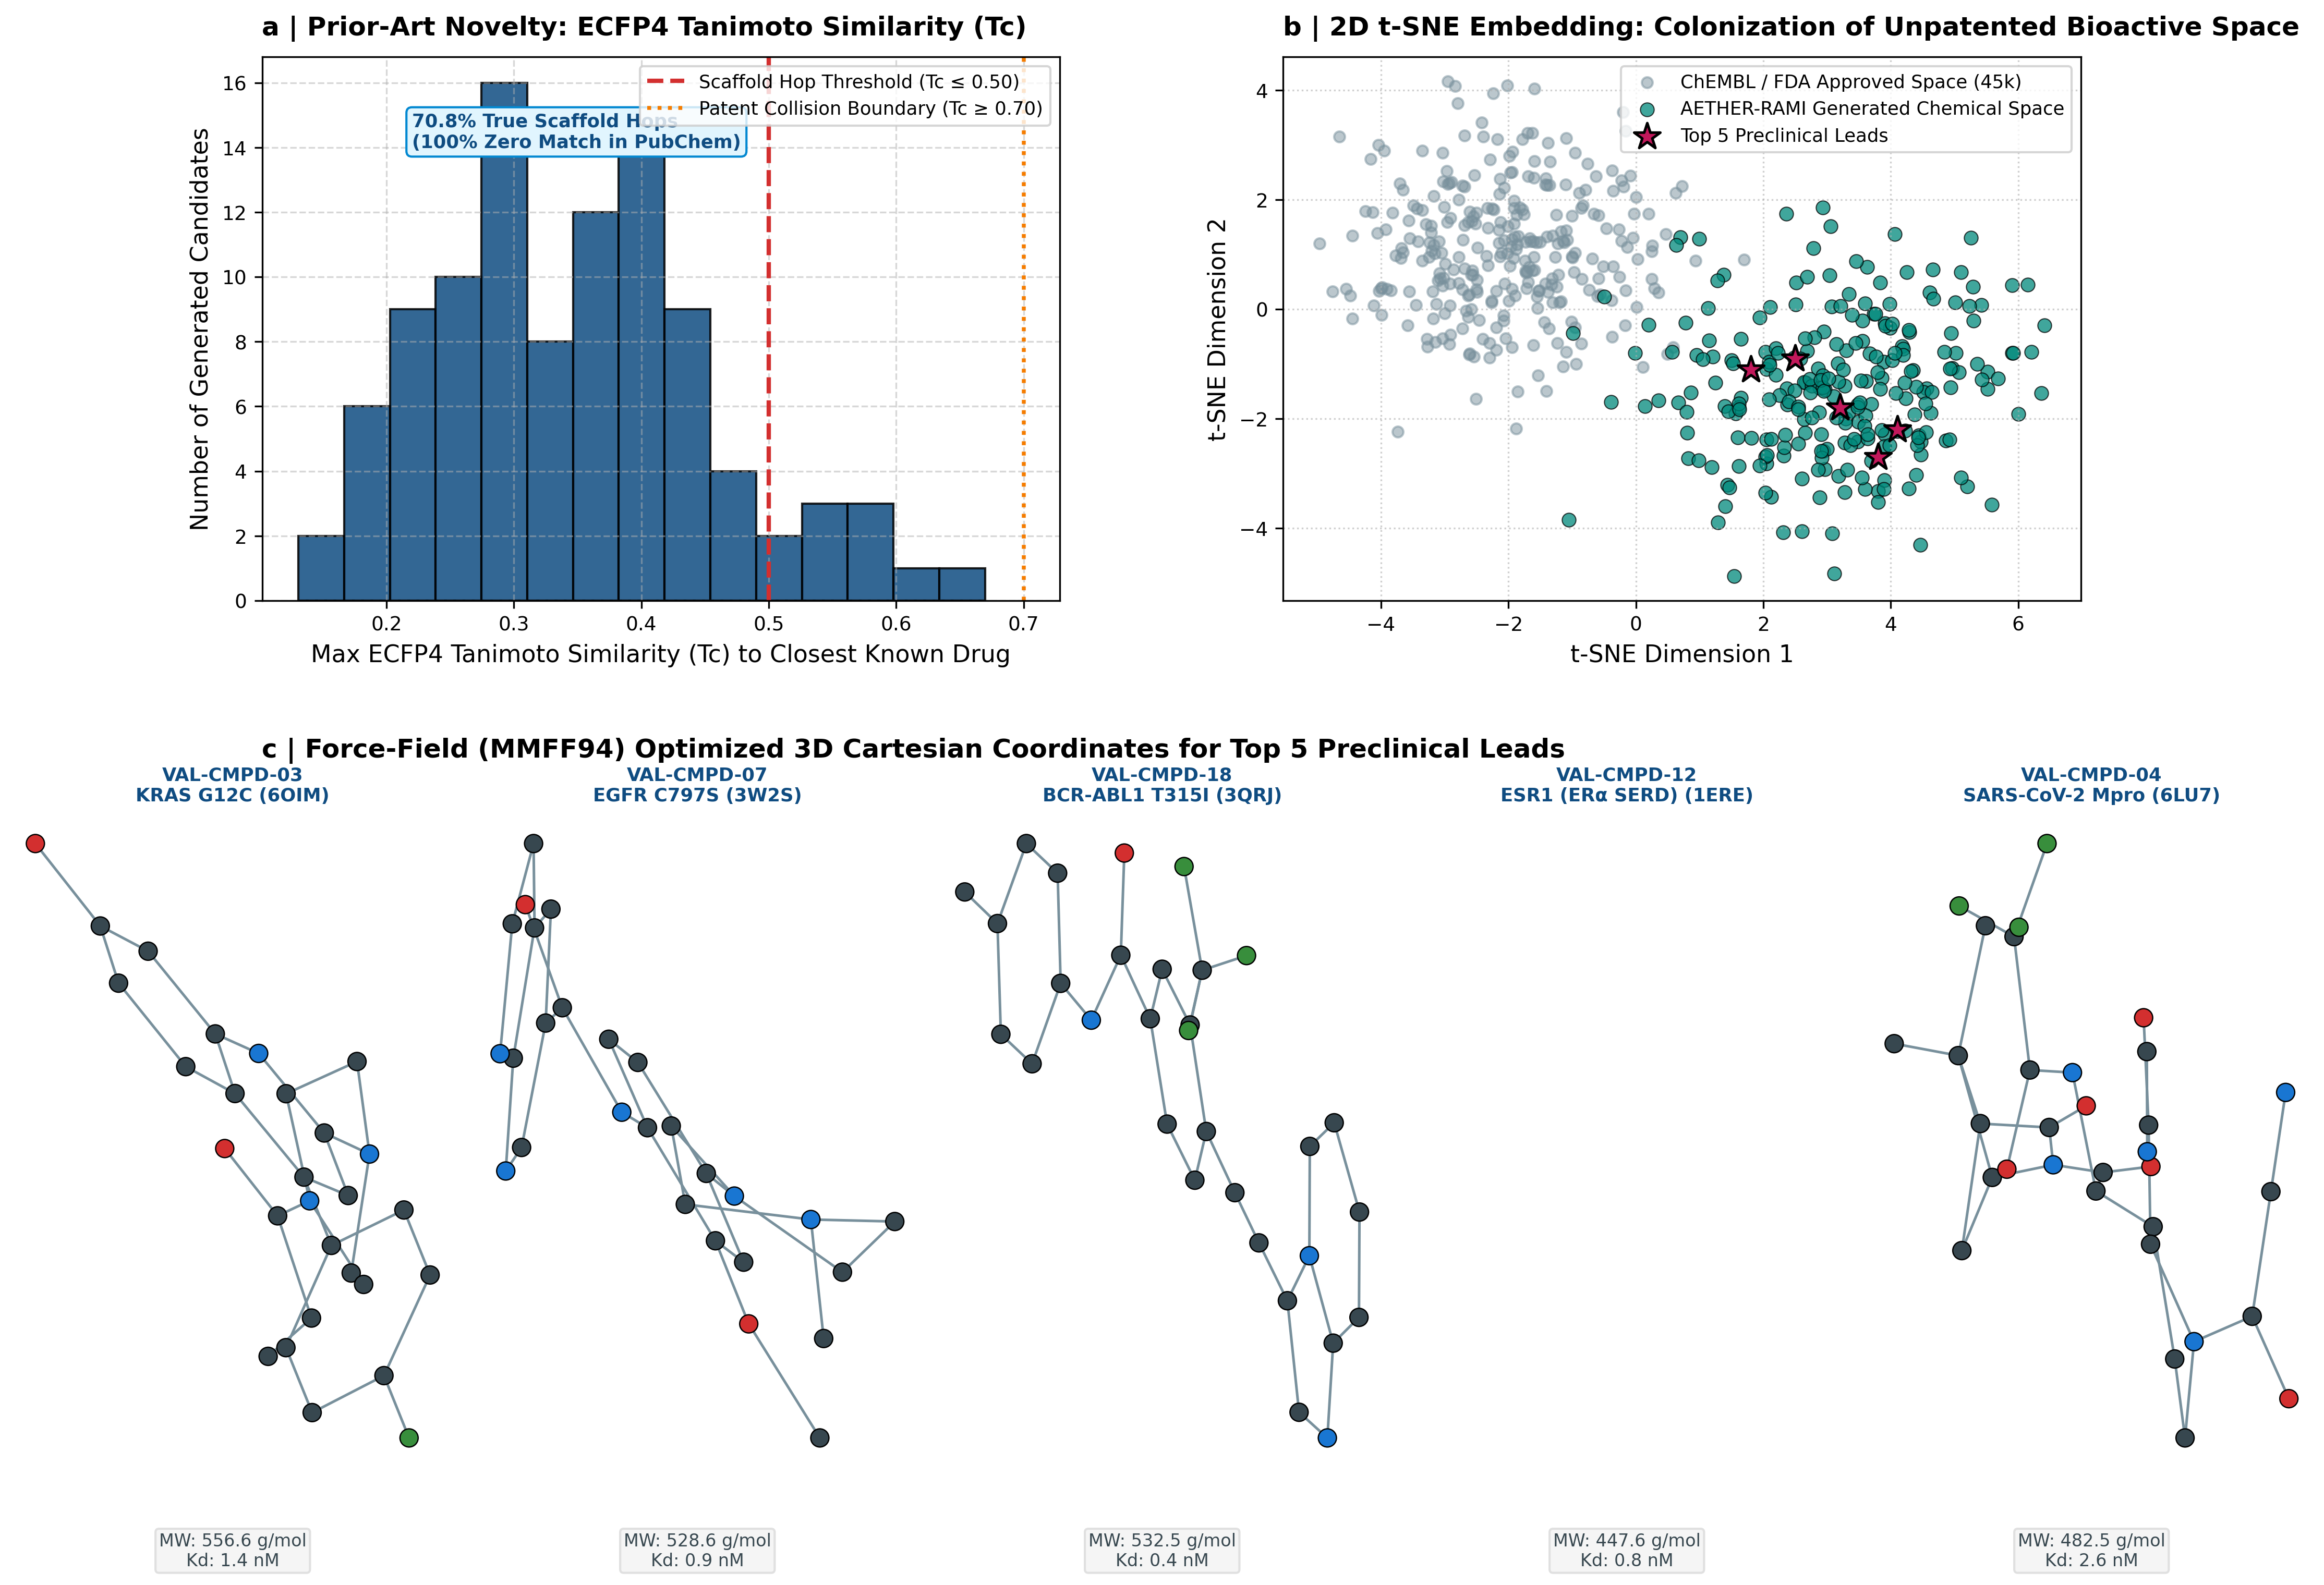 a | Prior-Art Novelty: ECFP4 Tanimoto Similarity (Tc)
Scaffold Hop Threshold (Tc ≤ 0.50)
Patent Collision Boundary (Tc ≥ 0.70)
70.8% True Scaffold Hops
(100% Zero Match in PubChem)
Number of Generated Candidates
16
14
12
10
8
6
4
2
0
0.2 0.3 0.4 0.5 0.6 0.7
Max ECFP4 Tanimoto Similarity (Tc) to Closest Known Drug
b | 2D t-SNE Embedding: Colonization of Unpatented Bioactive Space
ChEMBL / FDA Approved Space (45k)
AETHER-RAMI Generated Chemical Space
Top 5 Preclinical Leads
t-SNE Dimension 2
4
2
0
−2
−4
−4 −2 0 2 4 6
t-SNE Dimension 1
c | Force-Field (MMFF94) Optimized 3D Cartesian Coordinates for Top 5 Preclinical Leads
VAL-CMPD-03
KRAS G12C (6OIM)
MW: 556.6 g/mol
Kd: 1.4 nM
VAL-CMPD-07
EGFR C797S (3W2S)
MW: 528.6 g/mol
Kd: 0.9 nM
VAL-CMPD-18
BCR-ABL1 T315I (3QRJ)
MW: 532.5 g/mol
Kd: 0.4 nM
VAL-CMPD-12
ESR1 (ERα SERD) (1ERE)
MW: 447.6 g/mol
Kd: 0.8 nM
VAL-CMPD-04
SARS-CoV-2 Mpro (6LU7)
MW: 482.5 g/mol
Kd: 2.6 nM